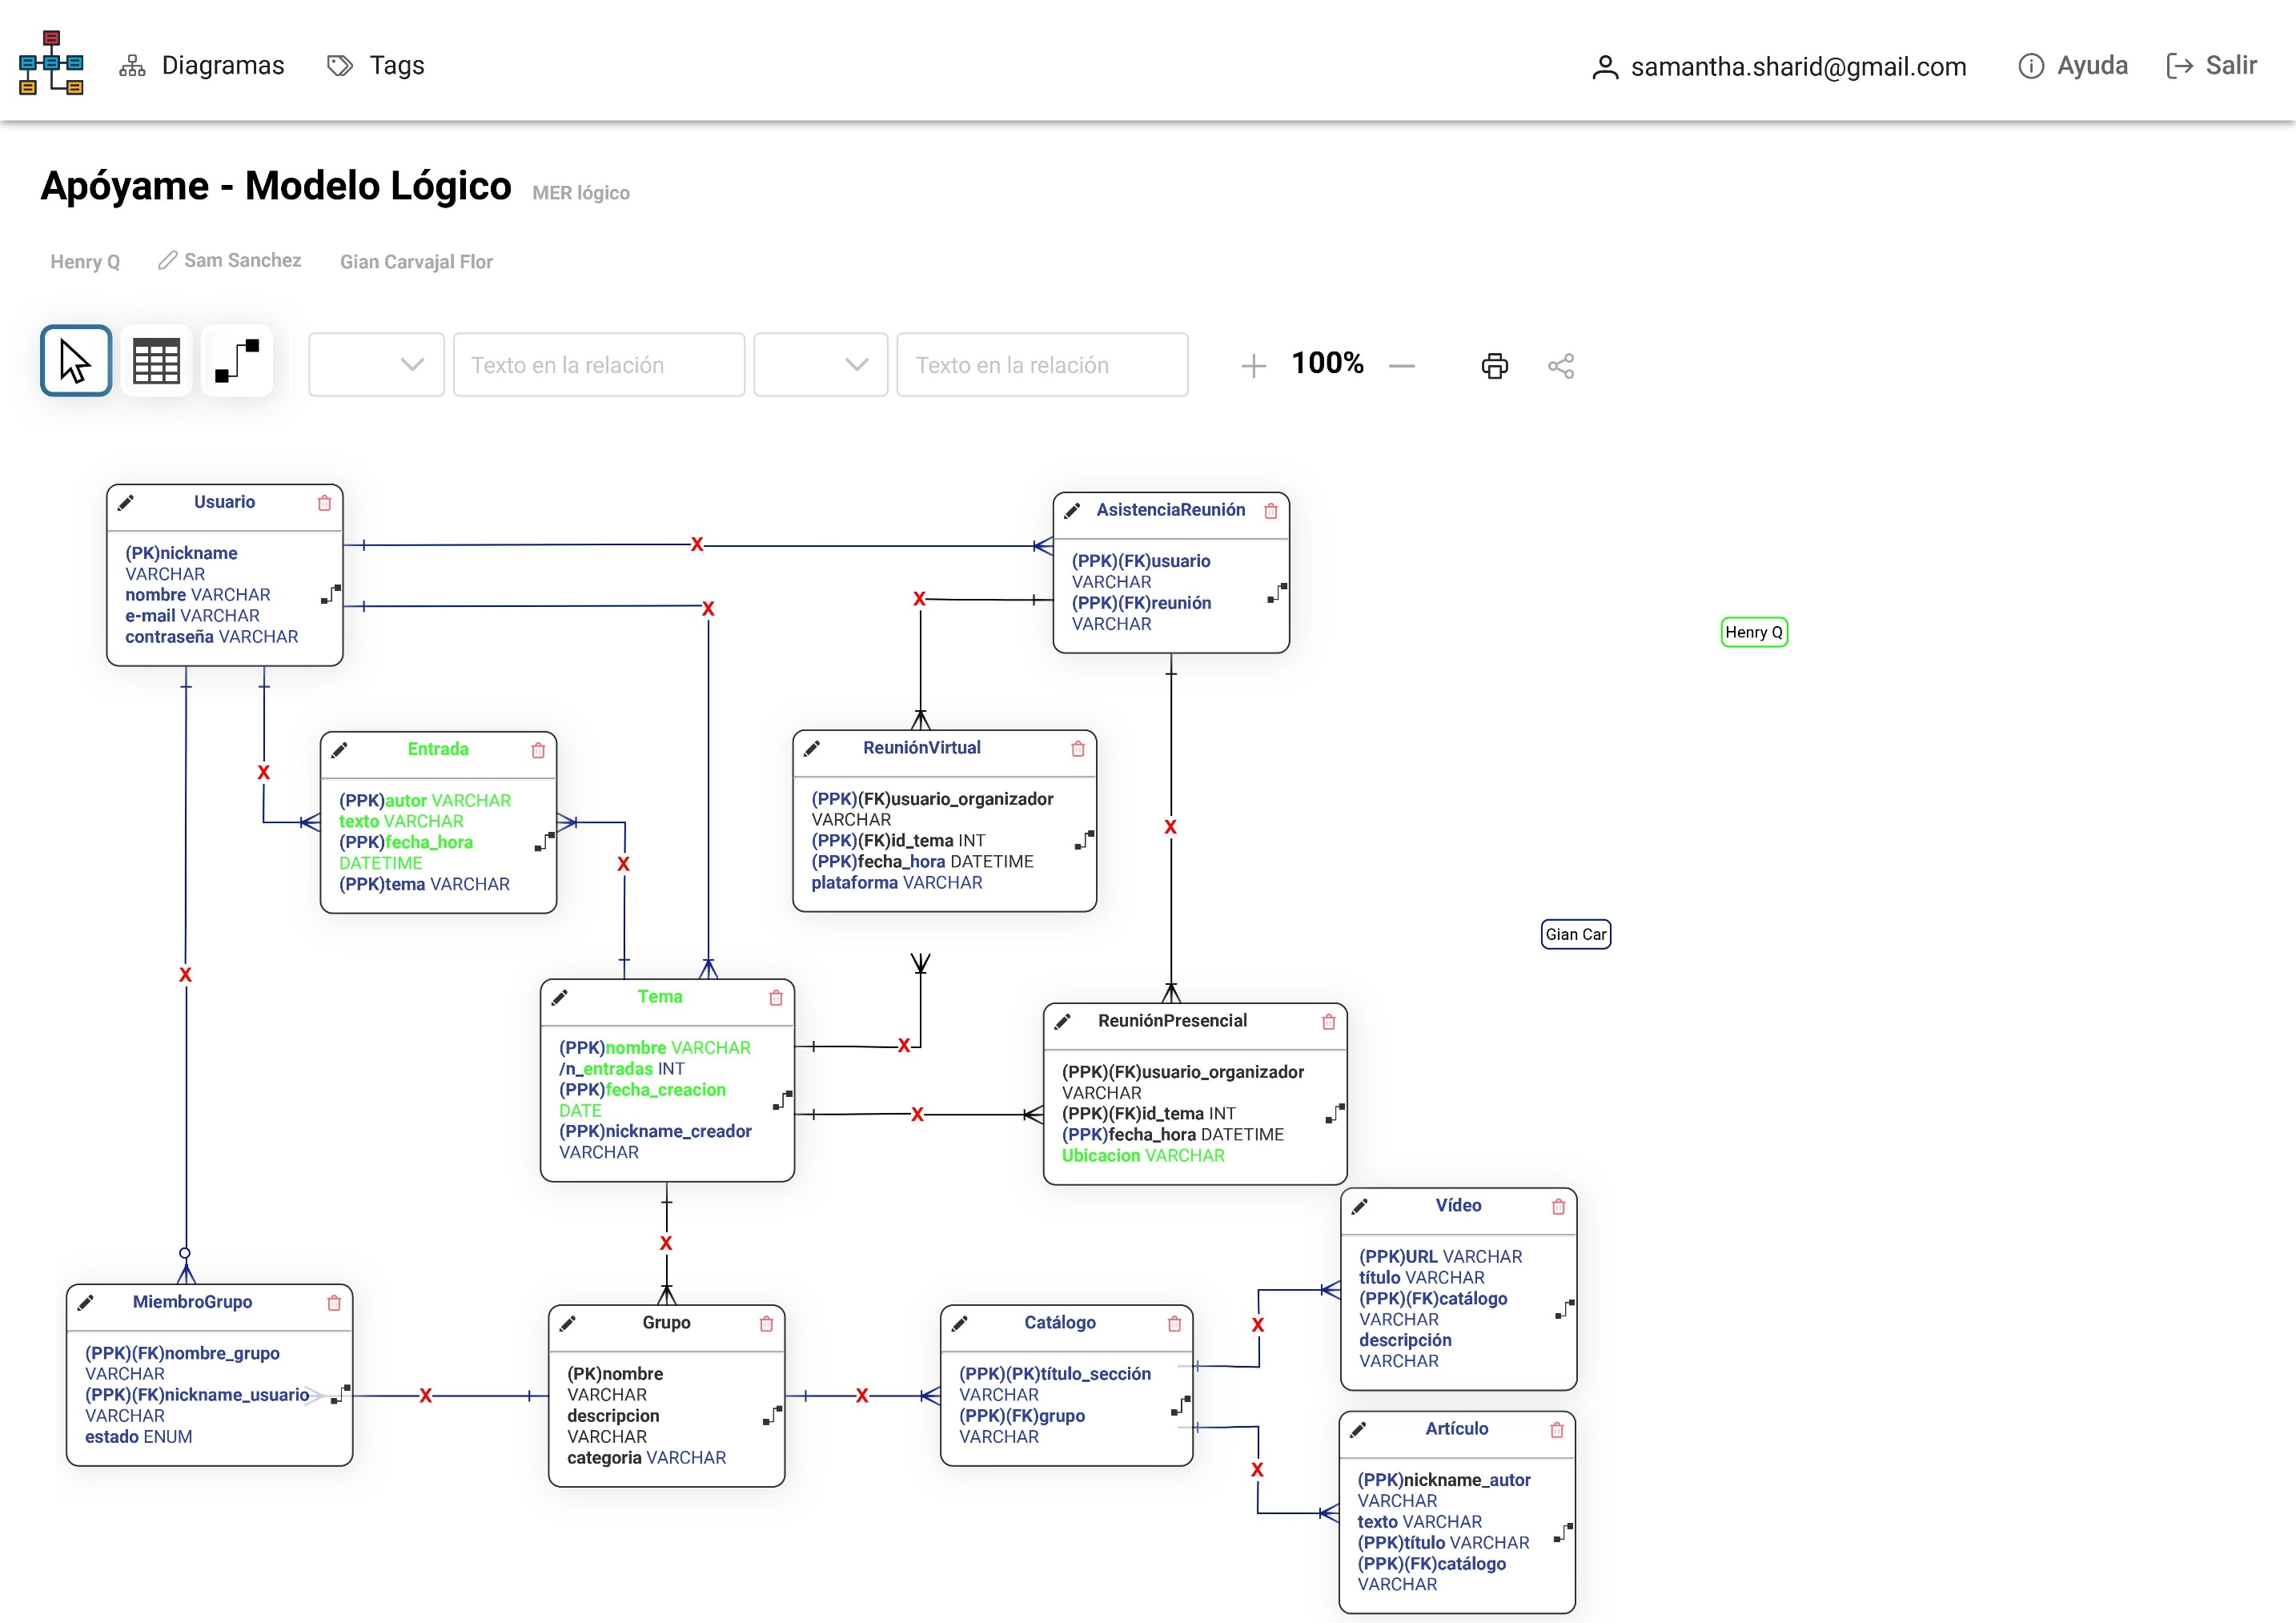 Diagramas
Tags
samantha.sharid@gmail.com
Ayuda
Salir
Apóyame - Modelo Lógico
MER lógico
Henry Q
Sam Sanchez
Gian Carvajal Flor
Texto en la relación
Texto en la relación
100%
Usuario
(PK)nickname
VARCHAR
nombre VARCHAR
e-mail VARCHAR
contraseña VARCHAR
AsistenciaReunión
(PPK)(FK)usuario
VARCHAR
(PPK)(FK)reunión
VARCHAR
X
X
X
Henry Q
Entrada
(PPK)autor VARCHAR
texto VARCHAR
(PPK)fecha_hora
DATETIME
(PPK)tema VARCHAR
X
X
ReuniónVirtual
(PPK)(FK)usuario_organizador
VARCHAR
(PPK)(FK)id_tema INT
(PPK)fecha_hora DATETIME
plataforma VARCHAR
X
Gian Car
X
Tema
(PPK)nombre VARCHAR
/n_entradas INT
(PPK)fecha_creacion
DATE
(PPK)nickname_creador
VARCHAR
X
X
ReuniónPresencial
(PPK)(FK)usuario_organizador
VARCHAR
(PPK)(FK)id_tema INT
(PPK)fecha_hora DATETIME
Ubicacion VARCHAR
X
MiembroGrupo
(PPK)(FK)nombre_grupo
VARCHAR
(PPK)(FK)nickname_usuario
VARCHAR
estado ENUM
X
Grupo
(PK)nombre
VARCHAR
descripcion
VARCHAR
categoria VARCHAR
X
Catálogo
(PPK)(PK)título_sección
VARCHAR
(PPK)(FK)grupo
VARCHAR
X
X
Vídeo
(PPK)URL VARCHAR
título VARCHAR
(PPK)(FK)catálogo
VARCHAR
descripción
VARCHAR
Artículo
(PPK)nickname_autor
VARCHAR
texto VARCHAR
(PPK)título VARCHAR
(PPK)(FK)catálogo
VARCHAR